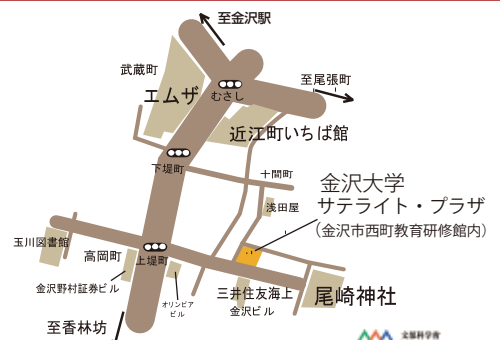 至金沢駅
武蔵町
至尾張町
エムザ
むさし
近江町いちば館
下堤町
十間町
金沢大学
サテライト・プラザ
(金沢市西町教育研修館内)
浅田屋
玉川図書館
高岡町
上堤町
金沢野村証券ビル
オリンピア
ビル
三井住友海上
金沢ビル
尾崎神社
至香林坊
文部科学省